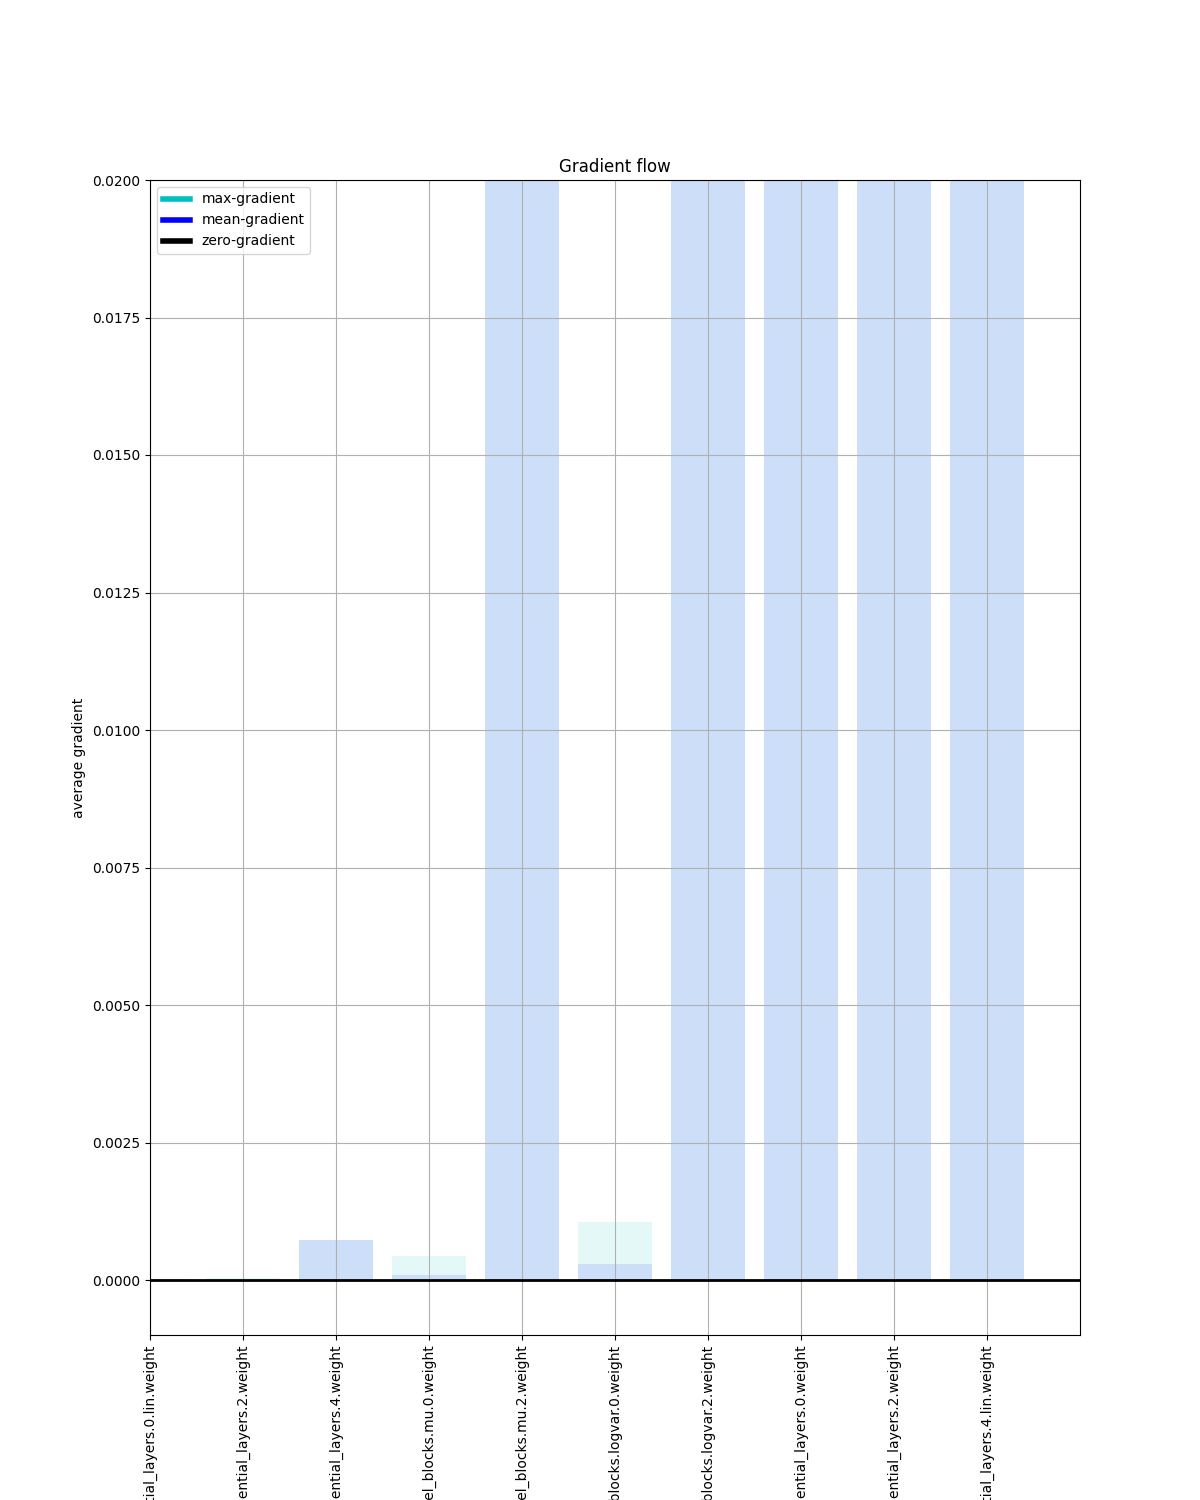 Gradient flow
max-gradient
mean-gradient
zero-gradient
0.0200
0.0175
0.0150
0.0125
0.0100
0.0075
0.0050
0.0025
0.0000
average gradient
tial_layers.0.lin.weight
ential_layers.2.weight
ential_layers.4.weight
el_blocks.mu.0.weight
el_blocks.mu.2.weight
blocks.logvar.0.weight
blocks.logvar.2.weight
ential_layers.0.weight
ential_layers.2.weight
tial_layers.4.lin.weight